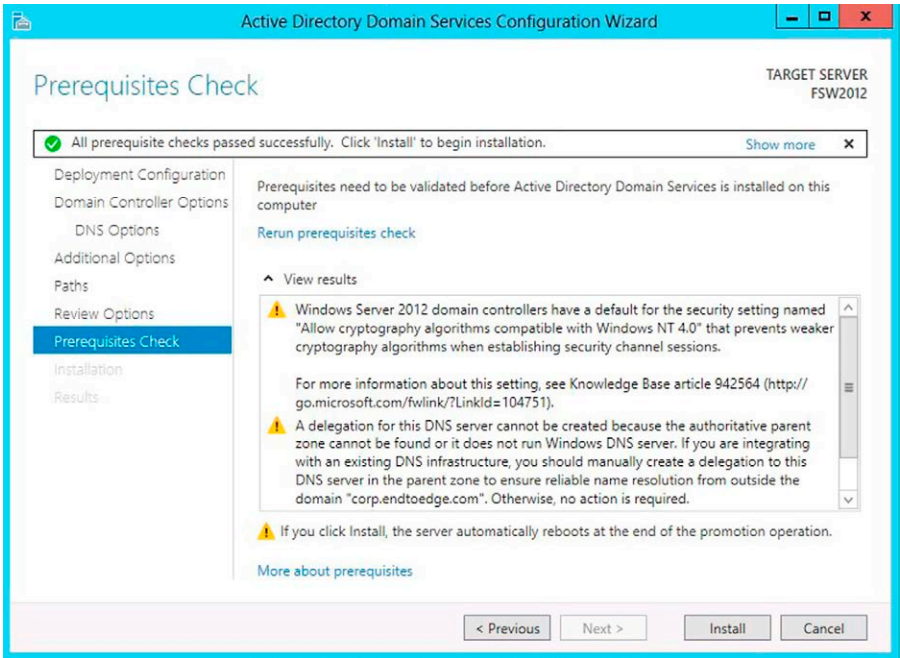 Active Directory Domain Services Configuration Wizard
Prerequisites Check
TARGET SERVER
FSW2012
All prerequisite checks passed successfully. Click 'Install' to begin installation.
Show more
Deployment Configuration
Domain Controller Options
DNS Options
Additional Options
Paths
Review Options
Prerequisites Check
Installation
Results
Prerequisites need to be validated before Active Directory Domain Services is installed on this
computer
Rerun prerequisites check
View results
Windows Server 2012 domain controllers have a default for the security setting named
"Allow cryptography algorithms compatible with Windows NT 4.0" that prevents weaker
cryptography algorithms when establishing security channel sessions.
For more information about this setting, see Knowledge Base article 942564 (http://
go.microsoft.com/fwlink/?LinkId=104751).
A delegation for this DNS server cannot be created because the authoritative parent
zone cannot be found or it does not run Windows DNS server. If you are integrating
with an existing DNS infrastructure, you should manually create a delegation to this
DNS server in the parent zone to ensure reliable name resolution from outside the
domain "corp.endtoedge.com". Otherwise, no action is required.
If you click Install, the server automatically reboots at the end of the promotion operation.
More about prerequisites
< Previous
Next >
Install
Cancel